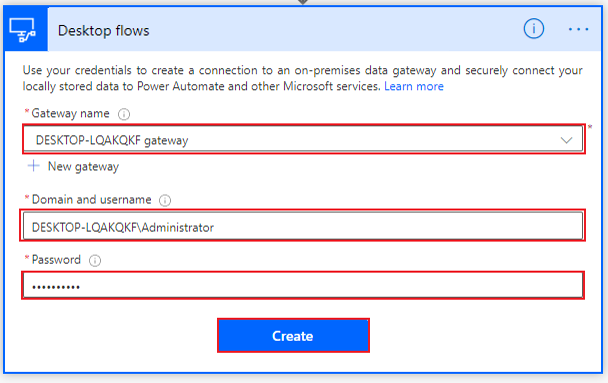 Desktop flows
Use your credentials to create a connection to an on-premises data gateway and securely connect your
locally stored data to Power Automate and other Microsoft services. Learn more
* Gateway name
DESKTOP-LQAKQKF gateway
*
+ New gateway
* Domain and username
DESKTOP-LQAKQKF\Administrator
* Password
••••••••••
Create